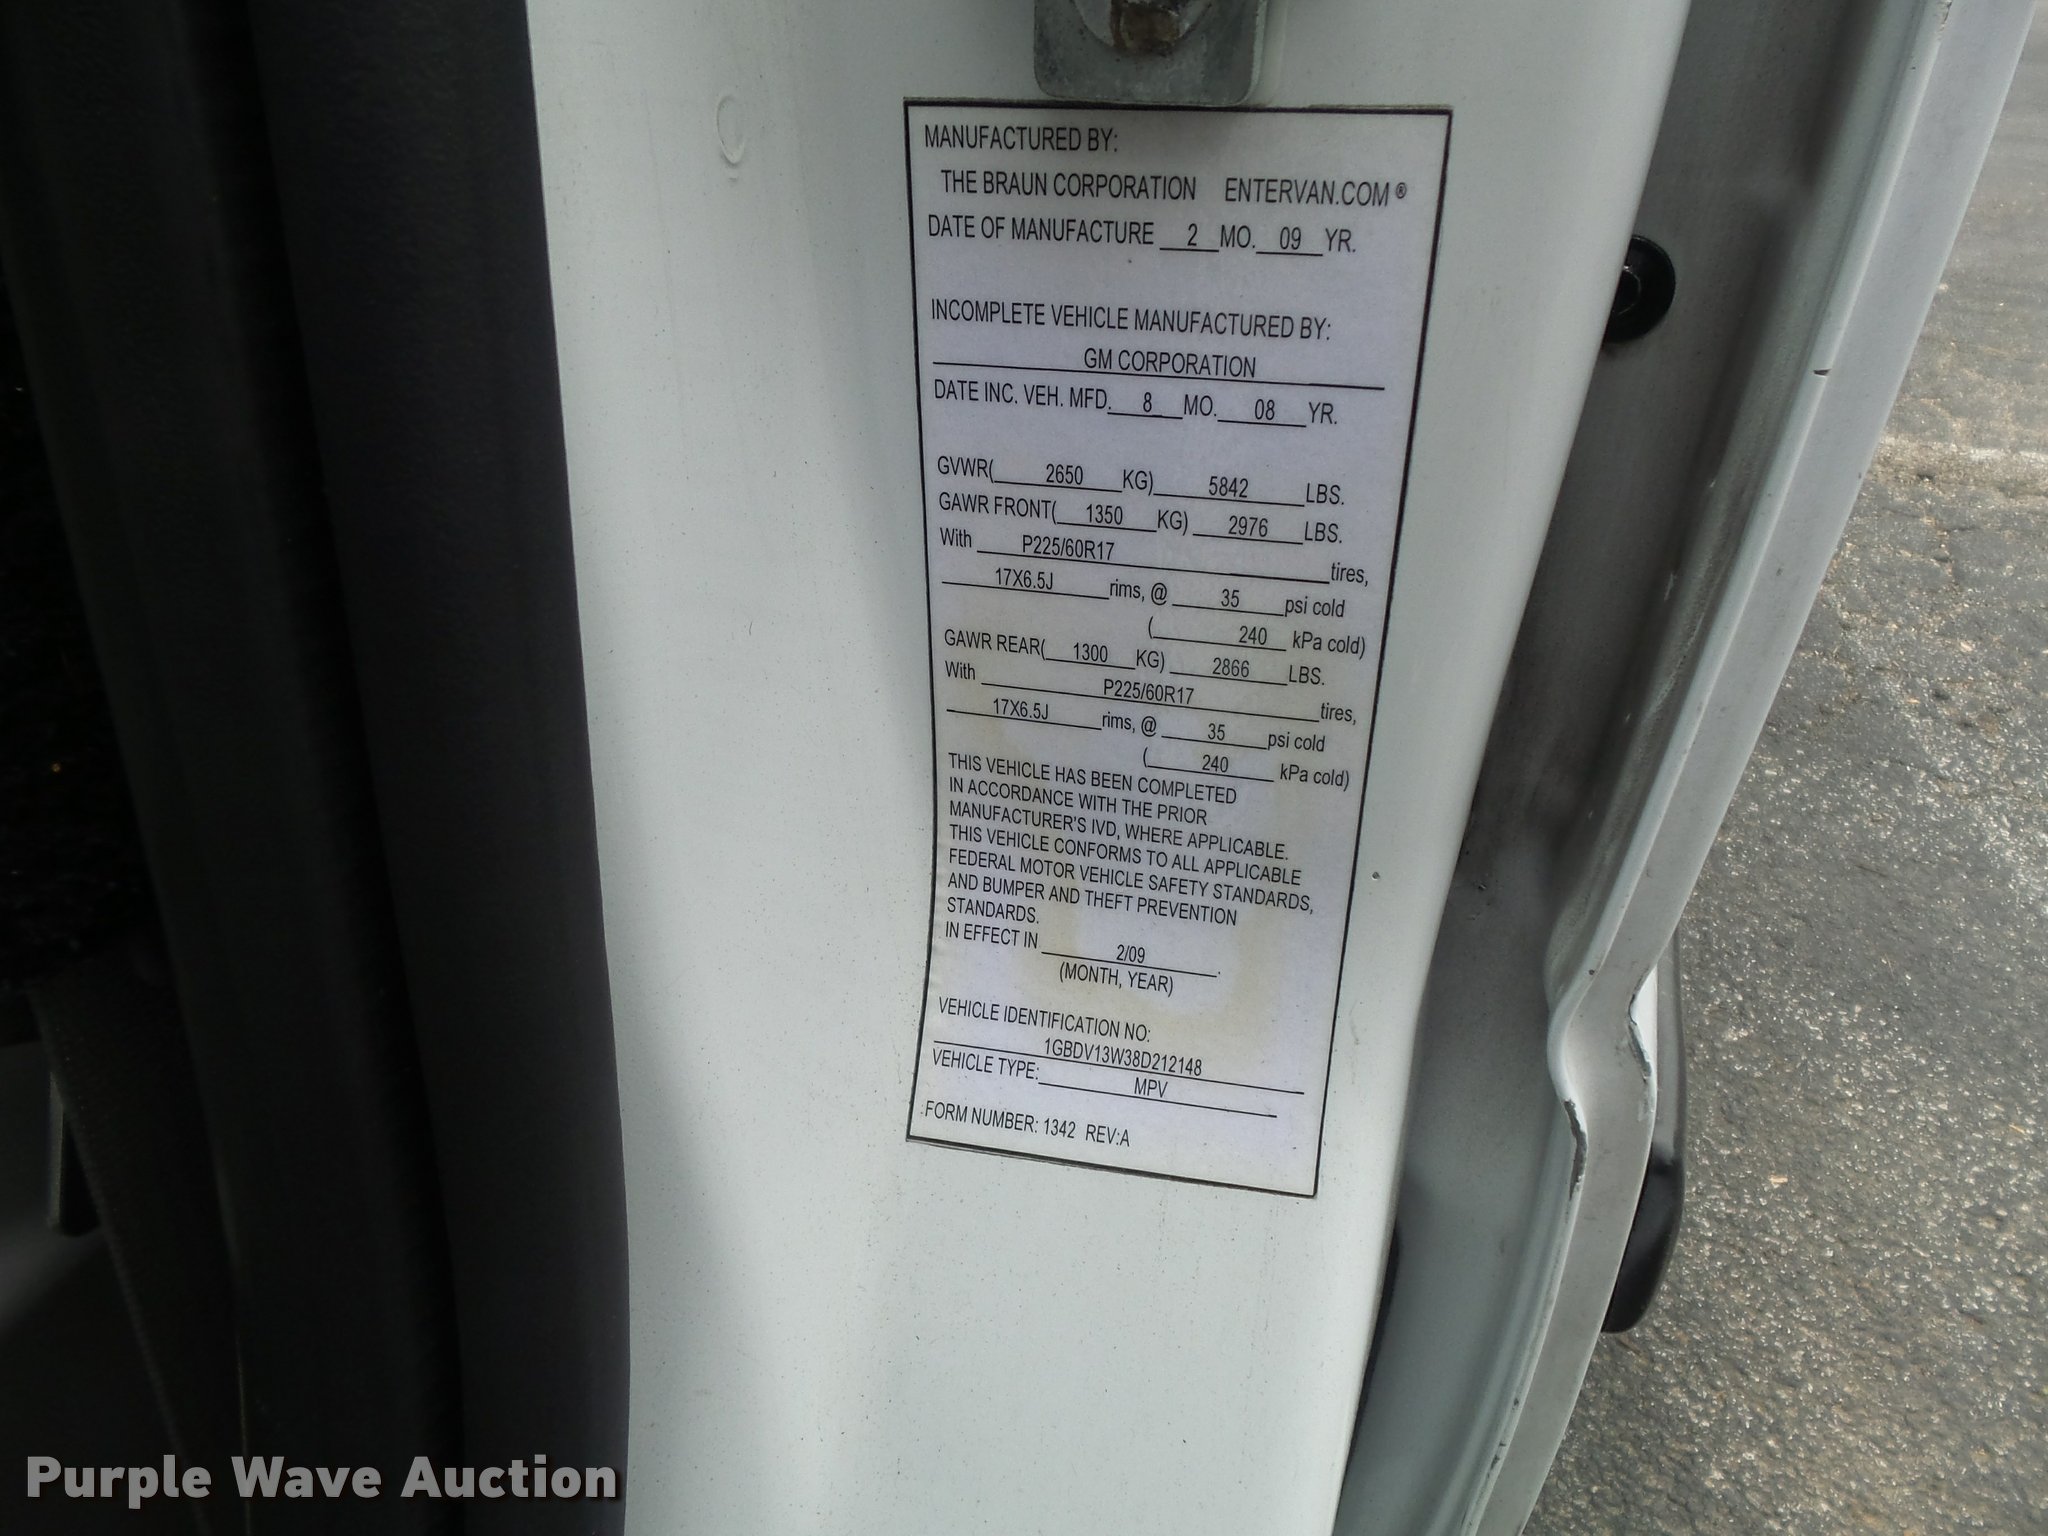 MANUFACTURED BY:
THE BRAUN CORPORATION ENTERVAN.COM®
DATE OF MANUFACTURE 2 MO. 09 YR.
INCOMPLETE VEHICLE MANUFACTURED BY:
GM CORPORATION
DATE INC. VEH. MFD. 8 MO. 08 YR.
GVWR( 2650 KG) 5842 LBS.
GAWR FRONT( 1350 KG) 2976 LBS.
With P225/60R17 tires,
17X6.5J rims, @ 35 psi cold
( 240 kPa cold)
GAWR REAR( 1300 KG) 2866 LBS.
With P225/60R17 tires,
17X6.5J rims, @ 35 psi cold
( 240 kPa cold)
THIS VEHICLE HAS BEEN COMPLETED
IN ACCORDANCE WITH THE PRIOR
MANUFACTURER'S IVD, WHERE APPLICABLE.
THIS VEHICLE CONFORMS TO ALL APPLICABLE
FEDERAL MOTOR VEHICLE SAFETY STANDARDS,
AND BUMPER AND THEFT PREVENTION
STANDARDS.
IN EFFECT IN 2/09.
(MONTH, YEAR)
VEHICLE IDENTIFICATION NO:
1GBDV13W38D212148
VEHICLE TYPE: MPV
FORM NUMBER: 1342 REV:A
Purple Wave Auction